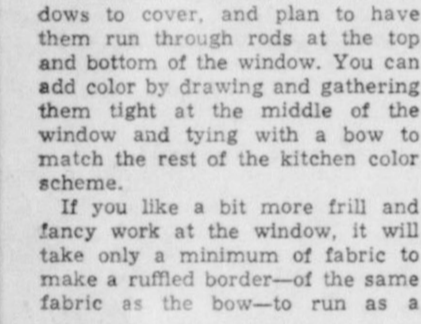 dows to cover, and plan to have
them run through rods at the top
and bottom of the window. You can
add color by drawing and gathering
them tight at the middle of the
window and tying with a bow to
match the rest of the kitchen color
scheme.
If you like a bit more frill and
fancy work at the window, it will
take only a minimum of fabric to
make a ruffled border—of the same
fabric as the bow—to run as a